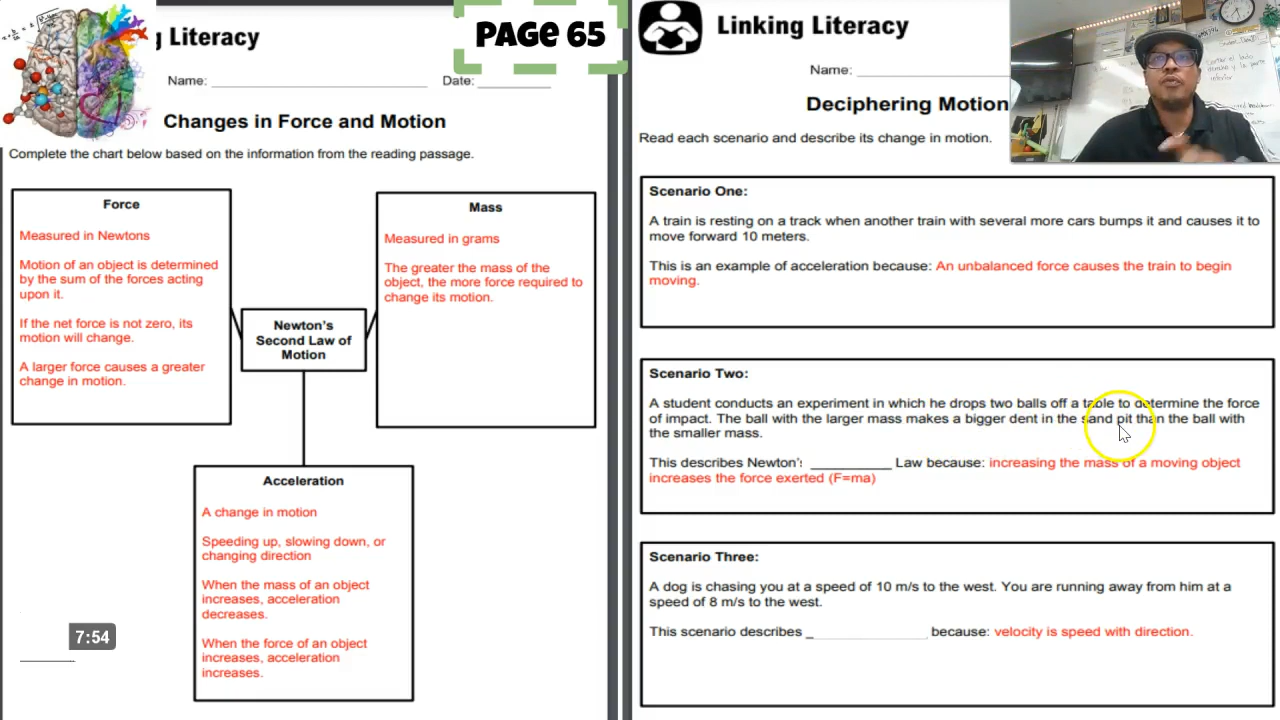 g Literacy
PAGE 65
Name: Date:
Changes in Force and Motion
Complete the chart below based on the information from the reading passage.
Force
Measured in Newtons
Motion of an object is determined
by the sum of the forces acting
upon it.
If the net force is not zero, its
motion will change.
A larger force causes a greater
change in motion.
Mass
Measured in grams
The greater the mass of the
object, the more force required to
change its motion.
Newton's
Second Law of
Motion
Acceleration
A change in motion
Speeding up, slowing down, or
changing direction
When the mass of an object
increases, acceleration
decreases.
When the force of an object
increases, acceleration
increases.
7:54
Linking Literacy
Name:
Deciphering Motion
Read each scenario and describe its change in motion.
Scenario One:
A train is resting on a track when another train with several more cars bumps it and causes it to
move forward 10 meters.
This is an example of acceleration because: An unbalanced force causes the train to begin
moving.
Scenario Two:
A student conducts an experiment in which he drops two balls off a table to determine the force
of impact. The ball with the larger mass makes a bigger dent in the sand pit than the ball with
the smaller mass.
This describes Newton's __________ Law because: increasing the mass of a moving object
increases the force exerted (F=ma)
Scenario Three:
A dog is chasing you at a speed of 10 m/s to the west. You are running away from him at a
speed of 8 m/s to the west.
This scenario describes _______________ because: velocity is speed with direction.